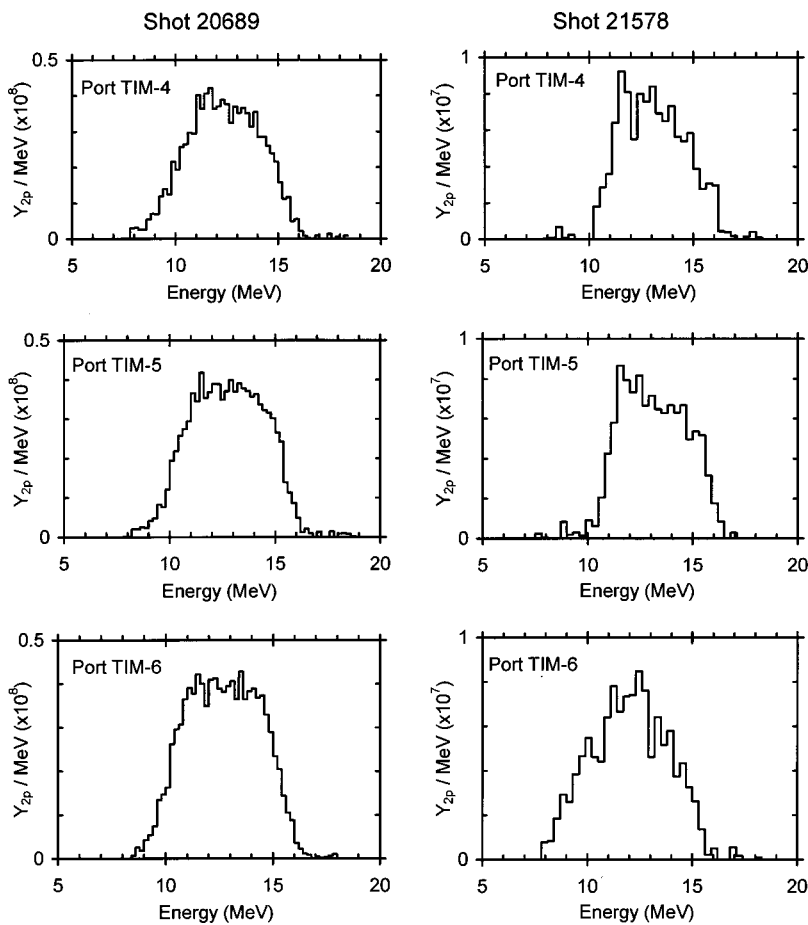 Shot 20689
Shot 21578
0.5
Port TIM-4
Y2p / MeV (x10^8)
0
5 10 15 20
Energy (MeV)
1
Port TIM-4
Y2p / MeV (x10^7)
0
5 10 15 20
Energy (MeV)
0.5
Port TIM-5
Y2p / MeV (x10^8)
0
5 10 15 20
Energy (MeV)
1
Port TIM-5
Y2p / MeV (x10^7)
0
5 10 15 20
Energy (MeV)
0.5
Port TIM-6
Y2p / MeV (x10^8)
0
5 10 15 20
Energy (MeV)
1
Port TIM-6
Y2p / MeV (x10^7)
0
5 10 15 20
Energy (MeV)